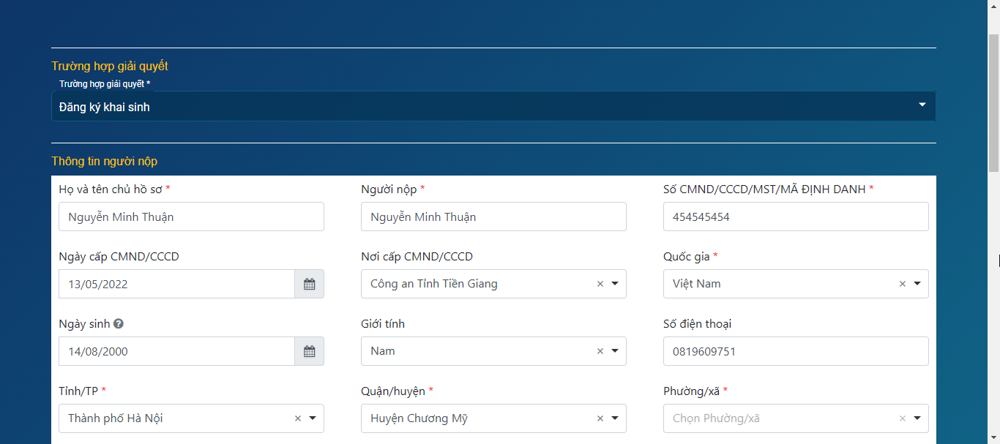 Trường hợp giải quyết
Trường hợp giải quyết *
Đăng ký khai sinh
Thông tin người nộp
Họ và tên chủ hồ sơ * Người nộp * Số CMND/CCCD/MST/MÃ ĐỊNH DANH *
Nguyễn Minh Thuận Nguyễn Minh Thuận 454545454
Ngày cấp CMND/CCCD Nơi cấp CMND/CCCD Quốc gia *
13/05/2022 Công an Tỉnh Tiền Giang Việt Nam
Ngày sinh Giới tính Số điện thoại
14/08/2000 Nam 0819609751
Tỉnh/TP * Quận/huyện * Phường/xã *
Thành phố Hà Nội Huyện Chương Mỹ Chọn Phường/xã